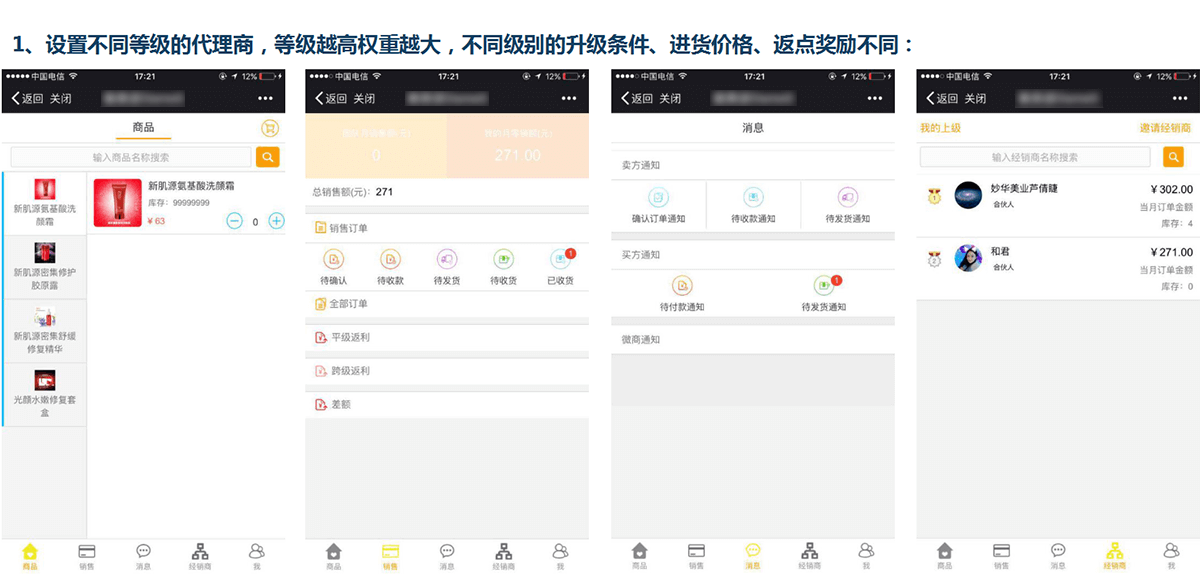 1、设置不同等级的代理商，等级越高权重越大，不同级别的升级条件、进货价格、返点奖励不同：
中国电信 17:21 12%
返回 关闭
商品
输入商品名称搜索
新肌源氨基酸洗
颜霜
新肌源密集修护
胶原露
新肌源密集舒缓
修复精华
光颜水嫩修复套
盒
新肌源氨基酸洗颜霜
库存：99999999
¥ 63
0
商品 销售 消息 经销商 我
中国电信 17:21 12%
返回 关闭
0
271.00
总销售额(元)： 271
销售订单
1
待确认 待收款 待发货 待收货 已收货
全部订单
平级返利
跨级返利
差额
商品 销售 消息 经销商 我
中国电信 17:21 12%
返回 关闭
消息
卖方通知
确认订单通知 待收款通知 待发货通知
买方通知
1
待付款通知 待发货通知
微商通知
商品 销售 消息 经销商 我
中国电信 17:21 12%
返回 关闭
我的上级 邀请经销商
输入经销商名称搜索
1
妙华美业芦倩睫
合伙人
¥ 302.00
当月订单金额
库存：4
2
和君
合伙人
¥ 271.00
当月订单金额
库存：0
商品 销售 消息 经销商 我